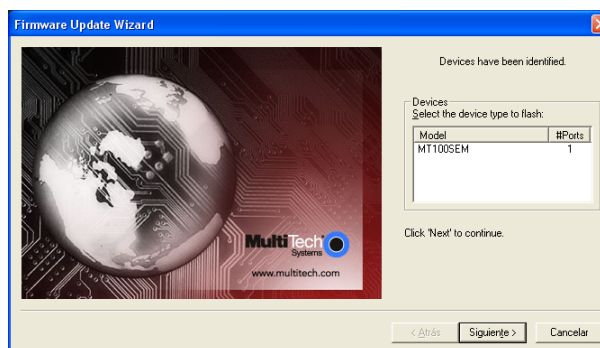 Firmware Update Wizard
Devices have been identified.
Devices
Select the device type to flash:
Model #Ports
MT100SEM 1
Click 'Next' to continue.
MultiTech
Systems
www.multitech.com
< Atrás Siguiente > Cancelar